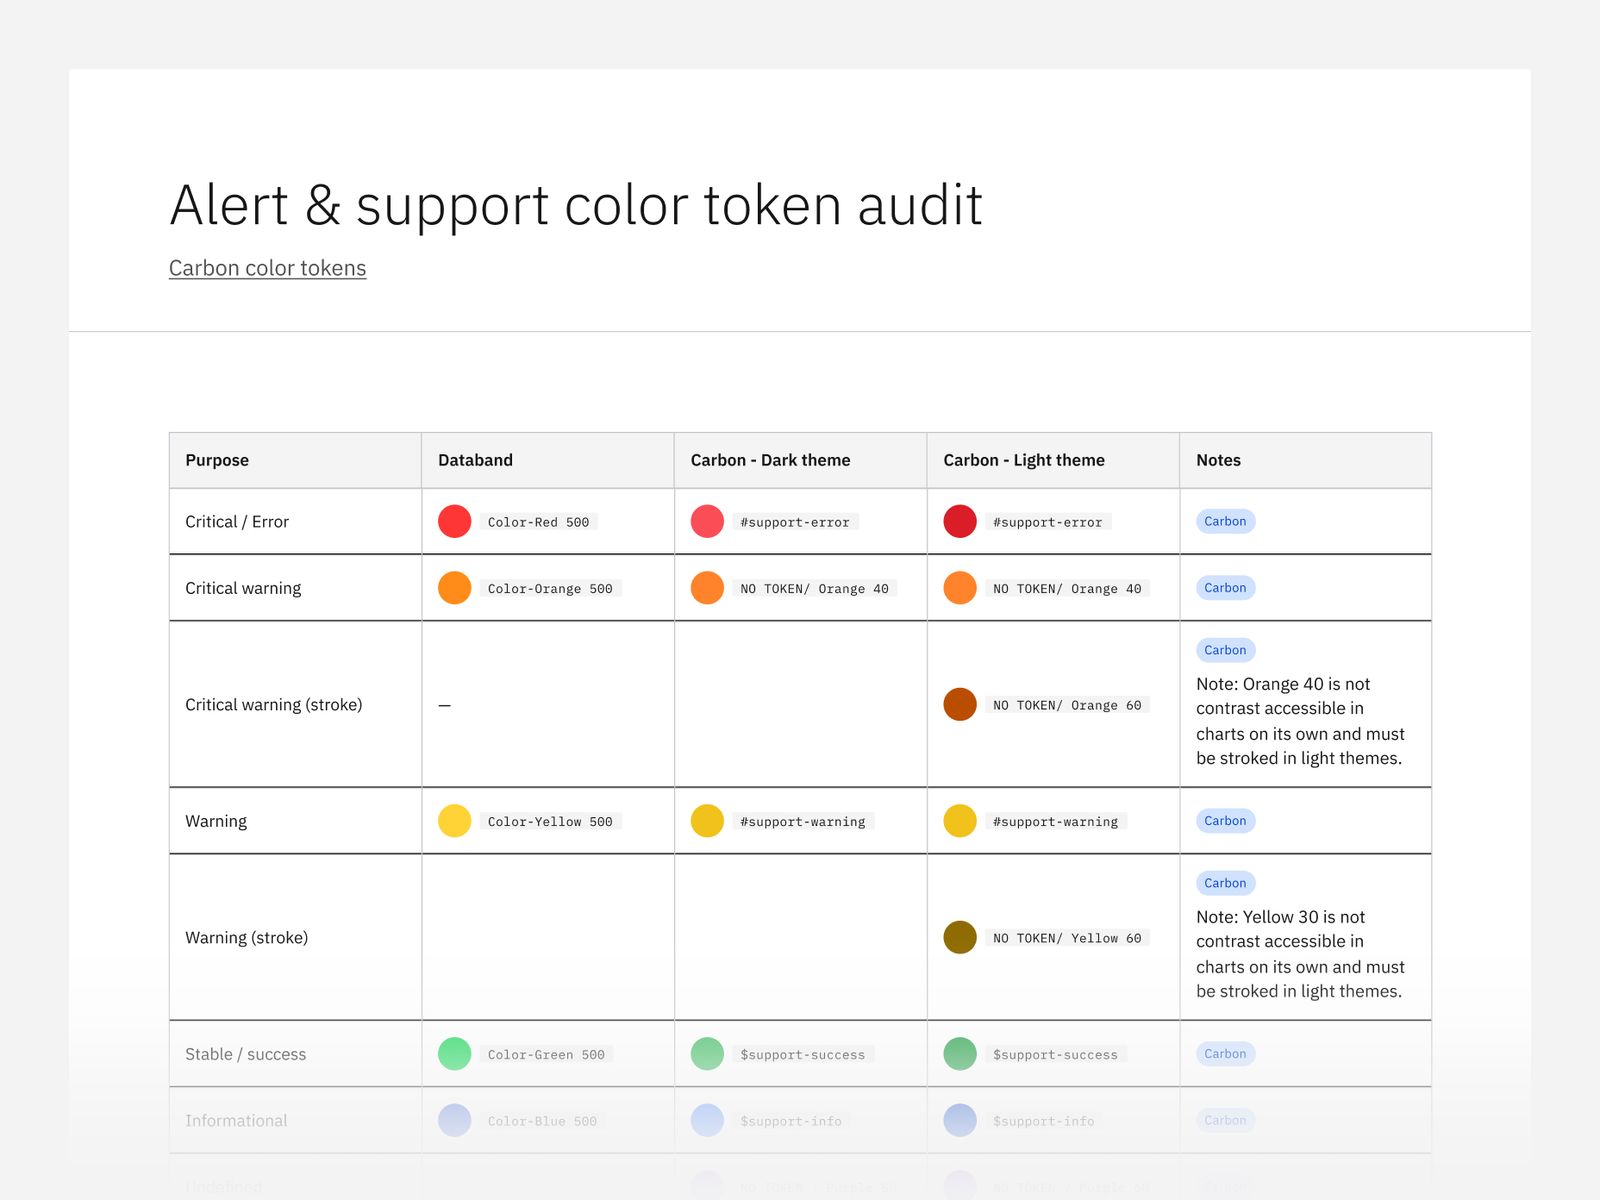 Alert & support color token audit
Carbon color tokens
Purpose Databand Carbon - Dark theme Carbon - Light theme Notes
Critical / Error Color-Red 500 #support-error #support-error Carbon
Critical warning Color-Orange 500 NO TOKEN/ Orange 40 NO TOKEN/ Orange 40 Carbon
Critical warning (stroke) — NO TOKEN/ Orange 60 Carbon
Note: Orange 40 is not
contrast accessible in
charts on its own and must
be stroked in light themes.
Warning Color-Yellow 500 #support-warning #support-warning Carbon
Warning (stroke) NO TOKEN/ Yellow 60 Carbon
Note: Yellow 30 is not
contrast accessible in
charts on its own and must
be stroked in light themes.
Stable / success Color-Green 500 $support-success $support-success Carbon
Informational Color-Blue 500 $support-info $support-info Carbon
Undefined NO TOKEN / Purple NO TOKEN / Purple